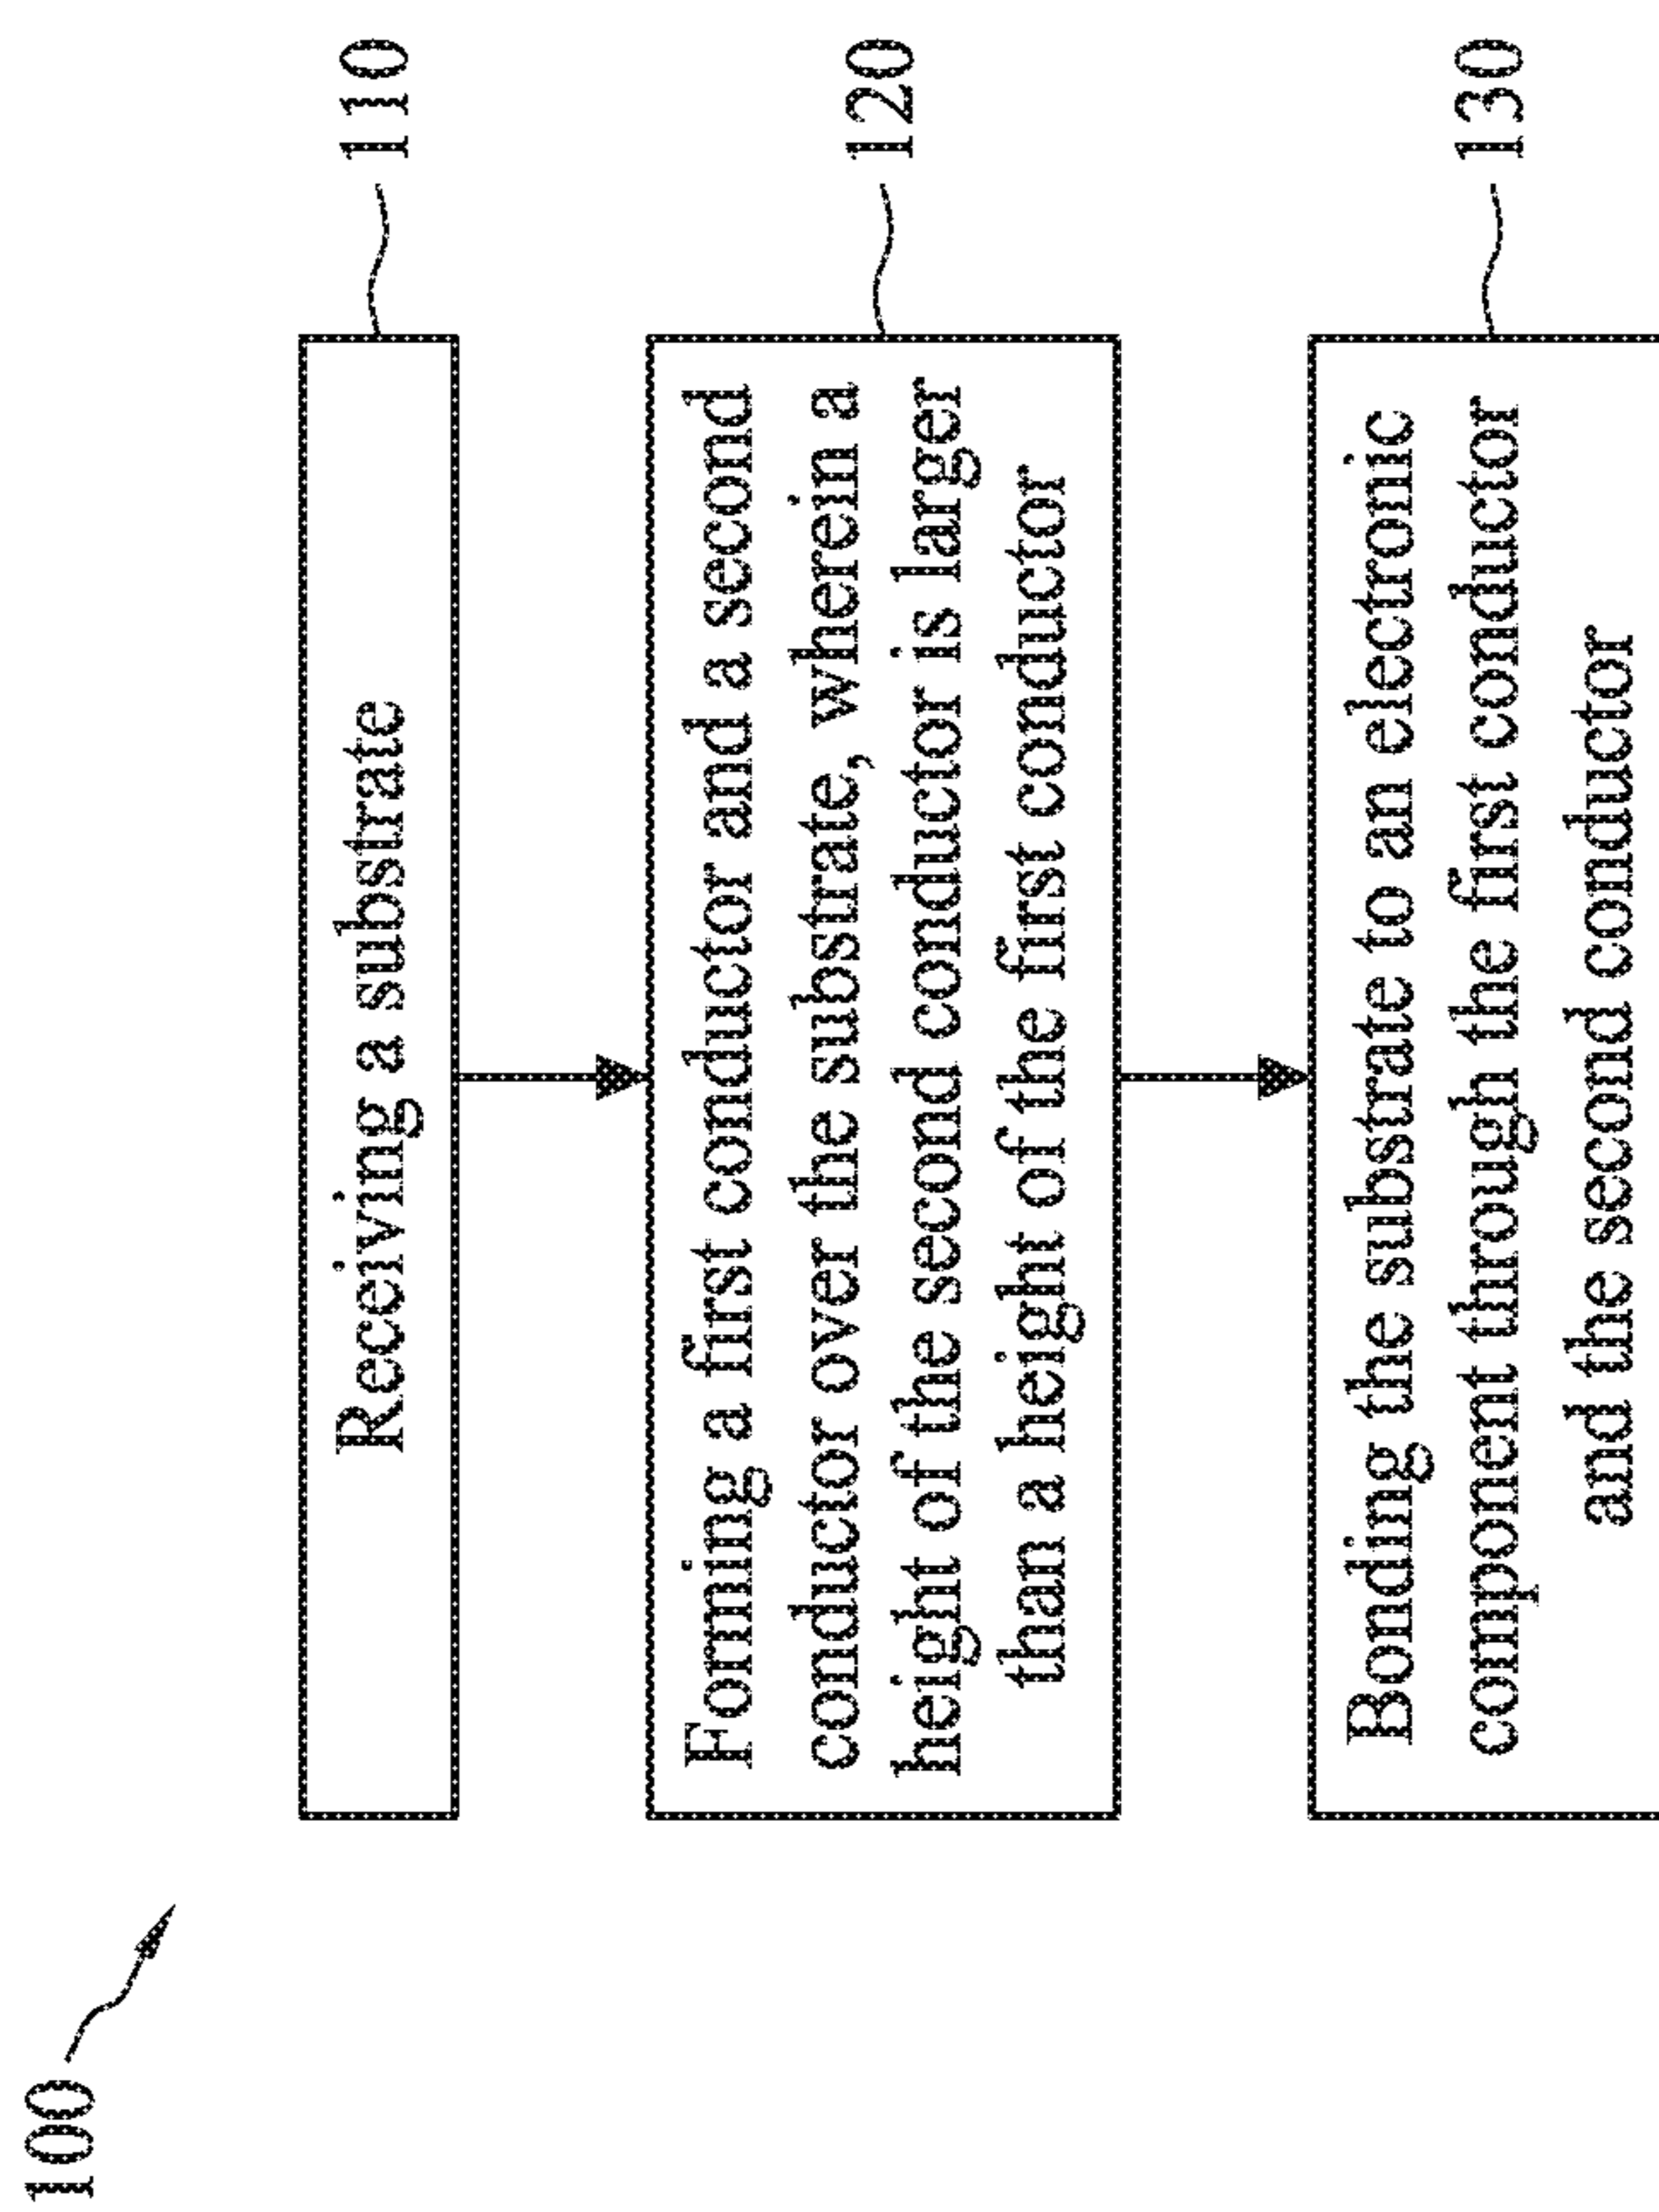 100
Receiving a substrate
110
Forming a first conductor and a second
conductor over the substrate, wherein a
height of the second conductor is larger
than a height of the first conductor
120
Bonding the substrate to an electronic
component through the first conductor
and the second conductor
130